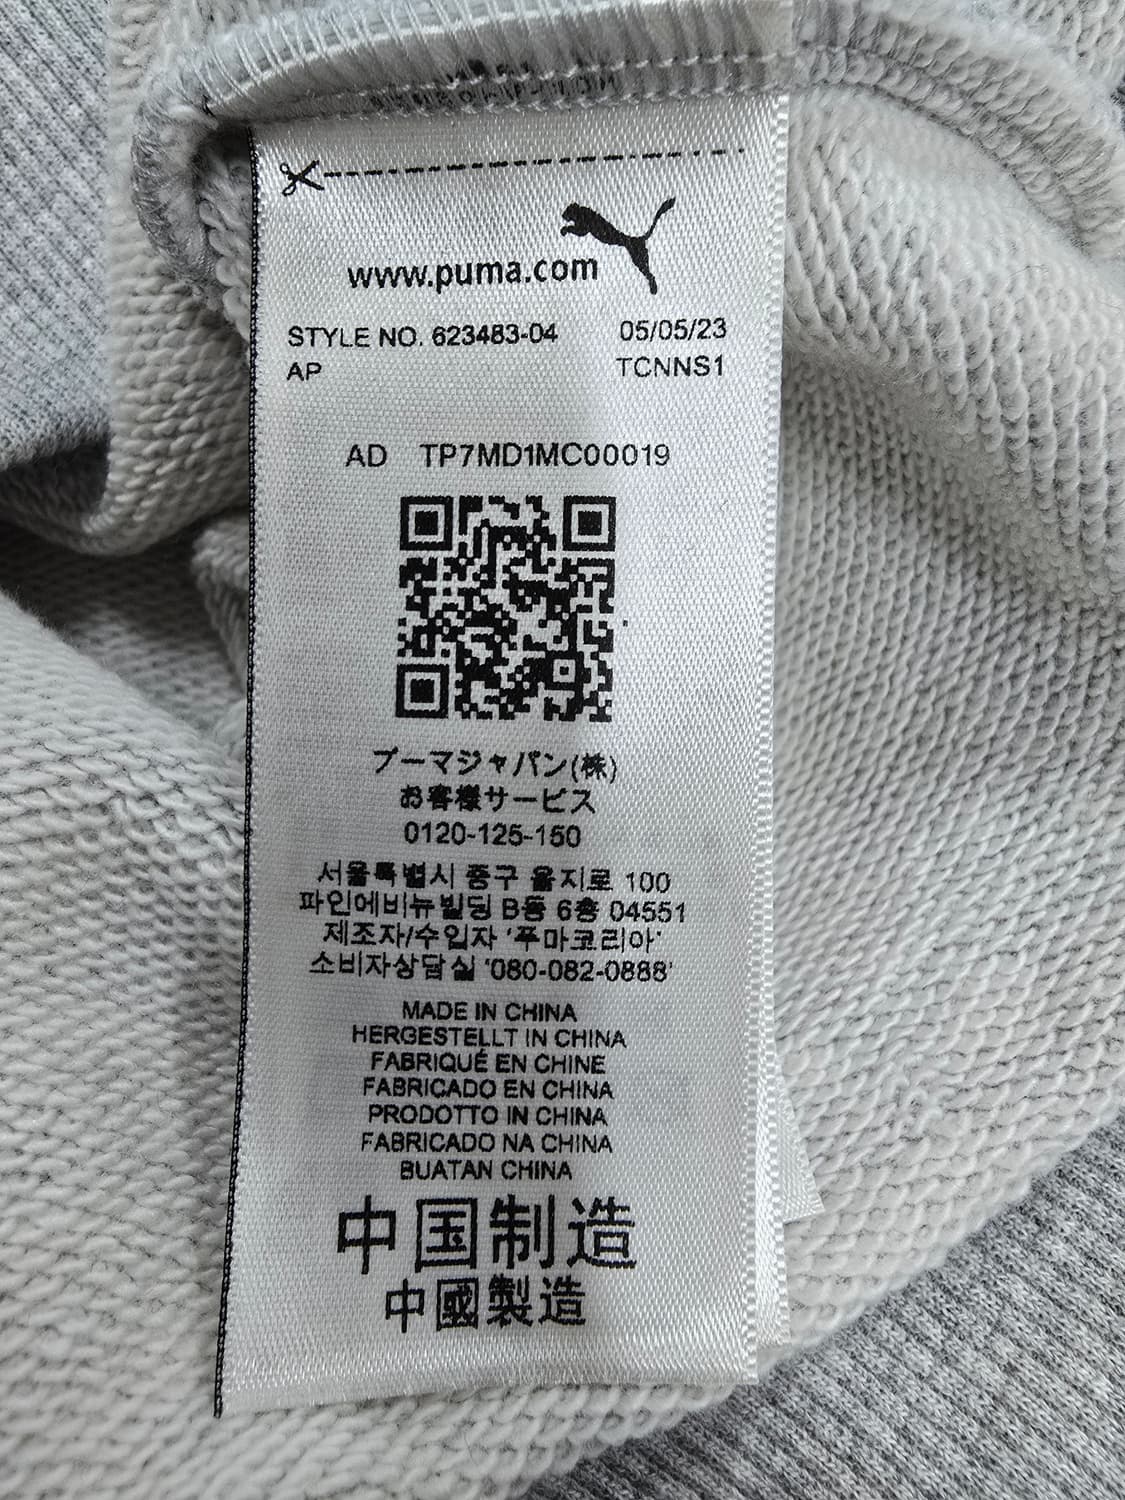 www.puma.com
STYLE NO. 623483-04 05/05/23
AP TCNNS1
AD TP7MD1MC00019
プーマジャパン(株)
お客様サービス
0120-125-150
서울특별시 중구 을지로 100
파인에비뉴빌딩 B동 6층 04551
제조자/수입자 '푸마코리아'
소비자상담실 '080-082-0888'
MADE IN CHINA
HERGESTELLT IN CHINA
FABRIQUÉ EN CHINE
FABRICADO EN CHINA
PRODOTTO IN CHINA
FABRICADO NA CHINA
BUATAN CHINA
中国制造
中國製造